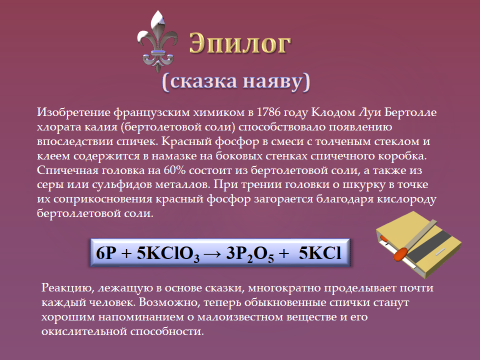 Эпилог
(сказка наяву)
Изобретение французским химиком в 1786 году Клодом Луи Бертолле
хлората калия (бертолетовой соли) способствовало появлению
впоследствии спичек. Красный фосфор в смеси с толченым стеклом и
клеем содержится в намазке на боковых стенках спичечного коробка.
Спичечная головка на 60% состоит из бертолетовой соли, а также из
серы или сульфидов металлов. При трении головки о шкурку в точке
их соприкосновения красный фосфор загорается благодаря кислороду
бертоллетовой соли.
6P + 5KClO₃ → 3P₂O₅ + 5KCl
Реакцию, лежащую в основе сказки, многократно проделывает почти
каждый человек. Возможно, теперь обыкновенные спички станут
хорошим напоминанием о малоизвестном веществе и его
окислительной способности.